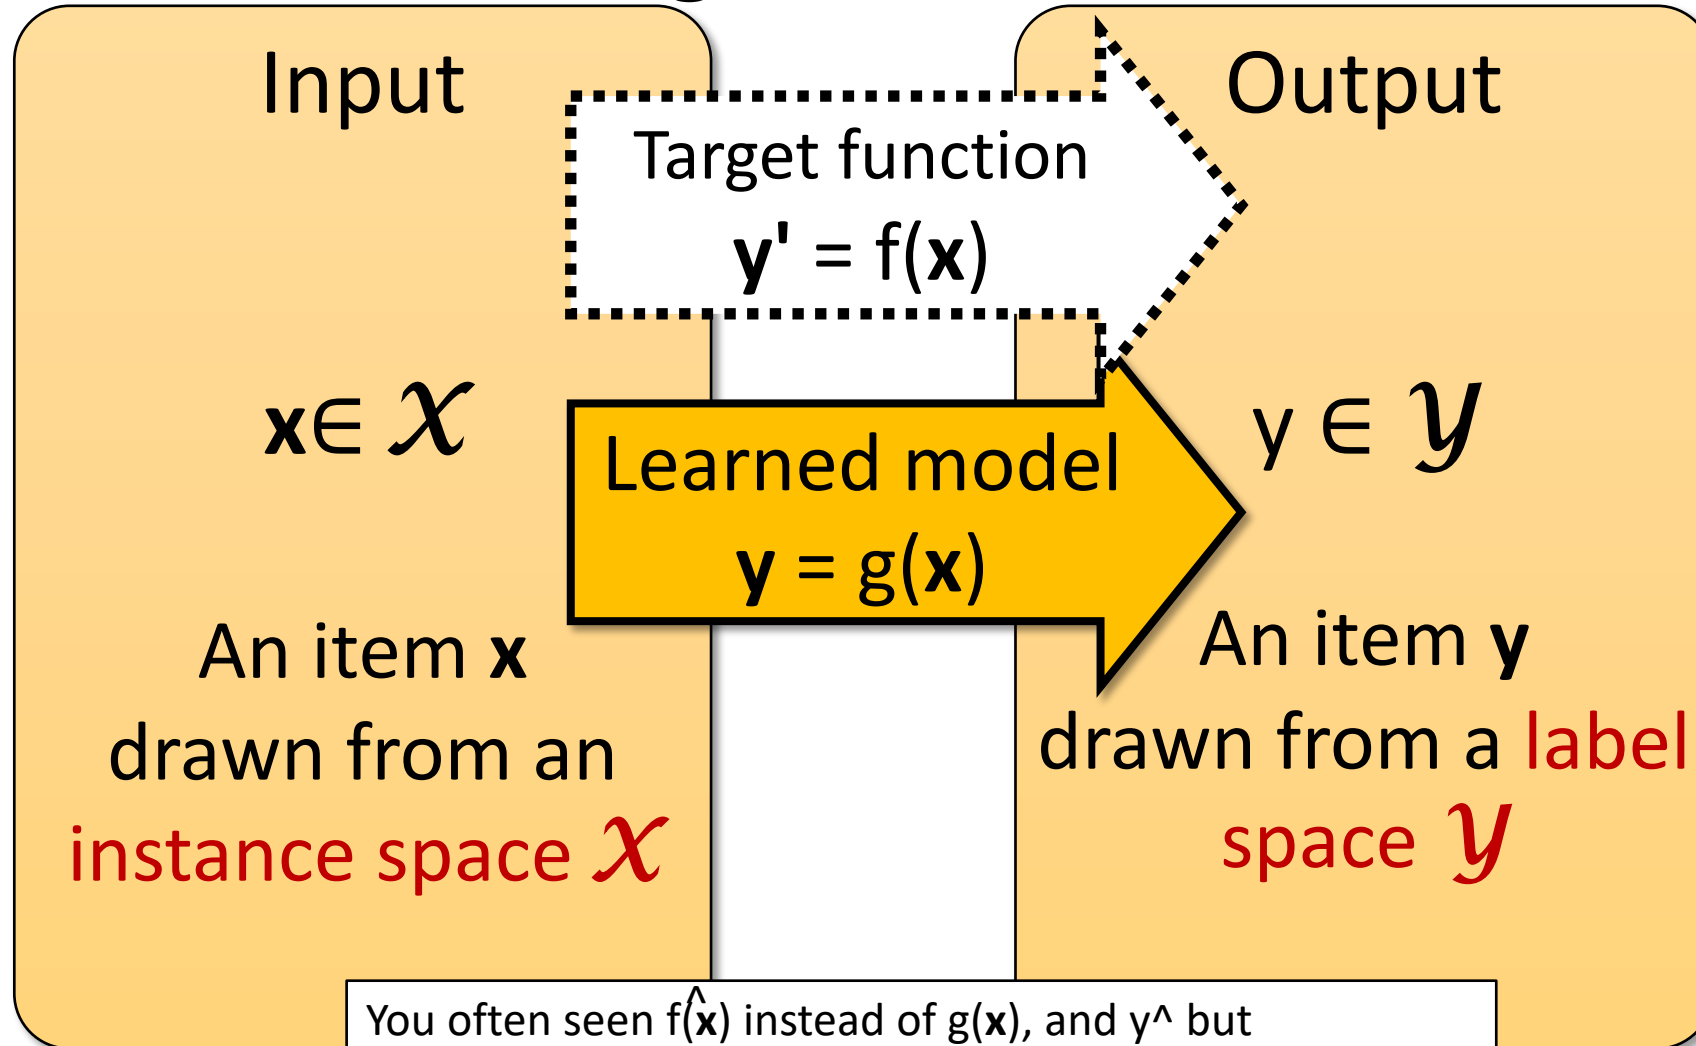 Input
Target function
y' = f(x)
Output
x∈ 𝒳
Learned model
y = g(x)
y ∈ 𝒴
An item x
drawn from an
instance space 𝒳
An item y
drawn from a label
space 𝒴
You often seen f̂(x) instead of g(x), and y^ but